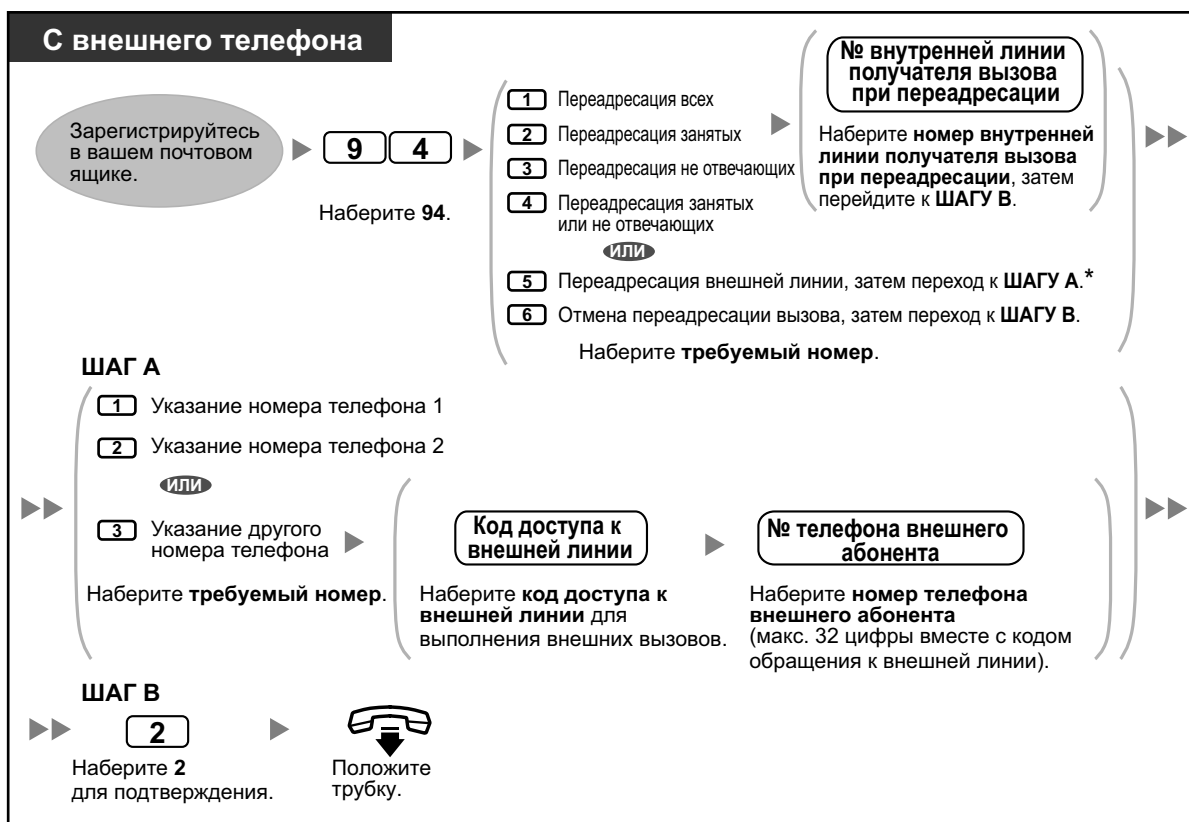 С внешнего телефона
Зарегистрируйтесь
в вашем почтовом
ящике.
9 4
Наберите 94.
1 Переадресация всех
2 Переадресация занятых
3 Переадресация не отвечающих
4 Переадресация занятых
или не отвечающих
ИЛИ
5 Переадресация внешней линии, затем переход к ШАГУ A.*
6 Отмена переадресации вызова, затем переход к ШАГУ B.
Наберите требуемый номер.
№ внутренней линии
получателя вызова
при переадресации
Наберите номер внутренней
линии получателя вызова
при переадресации, затем
перейдите к ШАГУ B.
ШАГ A
1 Указание номера телефона 1
2 Указание номера телефона 2
ИЛИ
3 Указание другого
номера телефона
Наберите требуемый номер.
Код доступа к
внешней линии
Наберите код доступа к
внешней линии для
выполнения внешних вызовов.
№ телефона внешнего
абонента
Наберите номер телефона
внешнего абонента
(макс. 32 цифры вместе с кодом
обращения к внешней линии).
ШАГ B
2
Наберите 2
для подтверждения.
Положите
трубку.